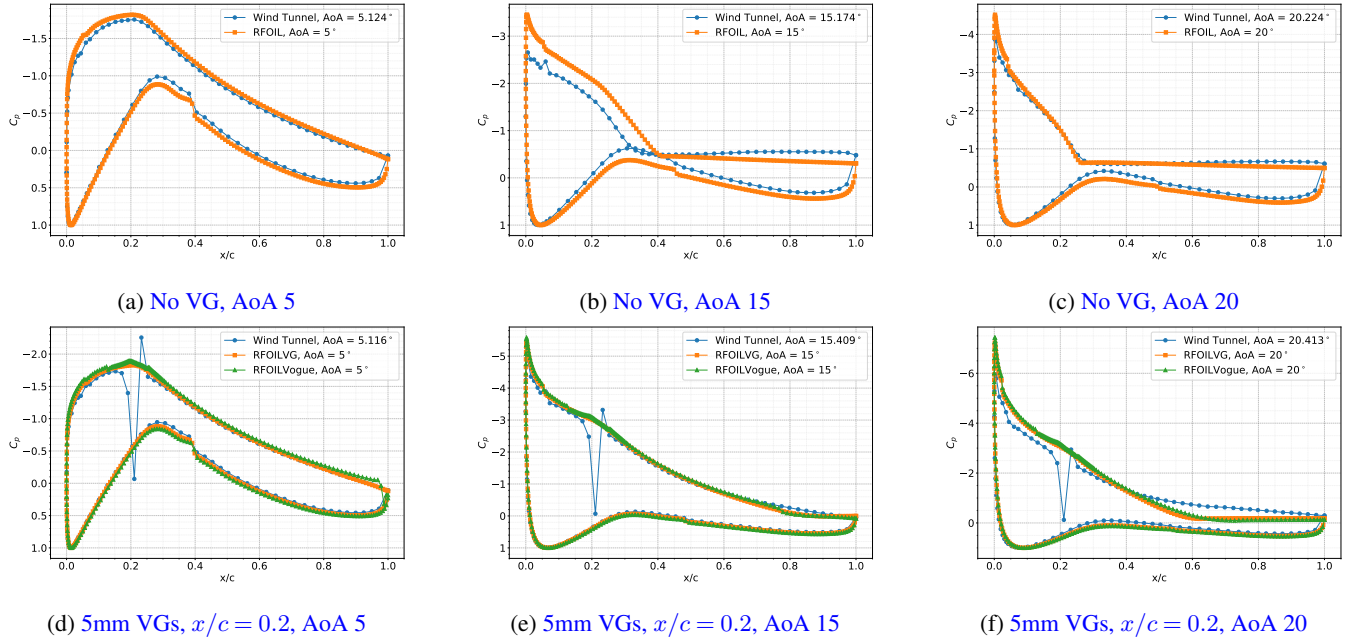 Wind Tunnel, AoA = 5.124°
RFOIL, AoA = 5°
−1.5
−1.0
−0.5
0.0
0.5
1.0
Cp
0.0 0.2 0.4 0.6 0.8 1.0
x/c
(a) No VG, AoA 5
Wind Tunnel, AoA = 15.174°
RFOIL, AoA = 15°
−3
−2
−1
0
1
Cp
0.0 0.2 0.4 0.6 0.8 1.0
x/c
(b) No VG, AoA 15
Wind Tunnel, AoA = 20.224°
RFOIL, AoA = 20°
−4
−3
−2
−1
0
1
Cp
0.0 0.2 0.4 0.6 0.8 1.0
x/c
(c) No VG, AoA 20
Wind Tunnel, AoA = 5.116°
RFOILVG, AoA = 5°
RFOILVogue, AoA = 5°
−2.0
−1.5
−1.0
−0.5
0.0
0.5
1.0
Cp
0.0 0.2 0.4 0.6 0.8 1.0
x/c
(d) 5mm VGs, x/c = 0.2, AoA 5
Wind Tunnel, AoA = 15.409°
RFOILVG, AoA = 15°
RFOILVogue, AoA = 15°
−5
−4
−3
−2
−1
0
1
Cp
0.0 0.2 0.4 0.6 0.8 1.0
x/c
(e) 5mm VGs, x/c = 0.2, AoA 15
Wind Tunnel, AoA = 20.413°
RFOILVG, AoA = 20°
RFOILVogue, AoA = 20°
−6
−4
−2
0
Cp
0.0 0.2 0.4 0.6 0.8 1.0
x/c
(f) 5mm VGs, x/c = 0.2, AoA 20